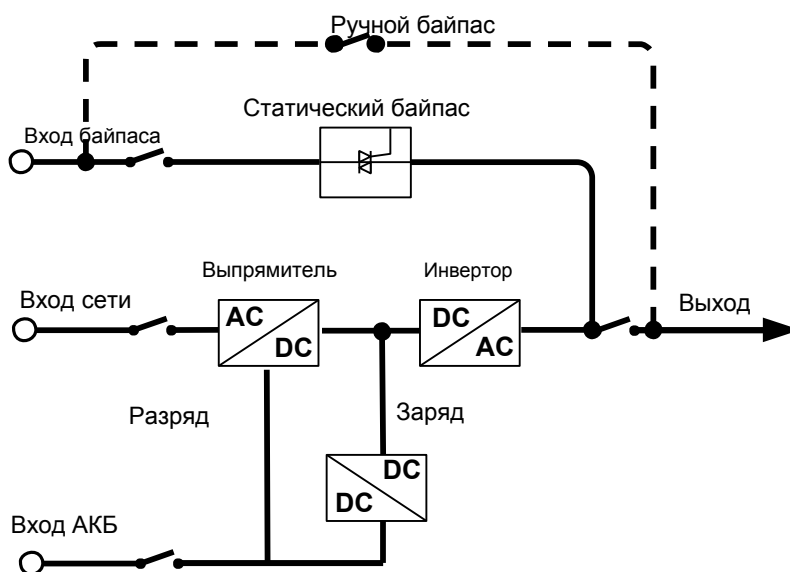 Ручной байпас
Статический байпас
Вход байпаса
Выпрямитель
Инвертор
Вход сети
Выход
AC
DC
DC
AC
Разряд
Заряд
DC
DC
Вход АКБ